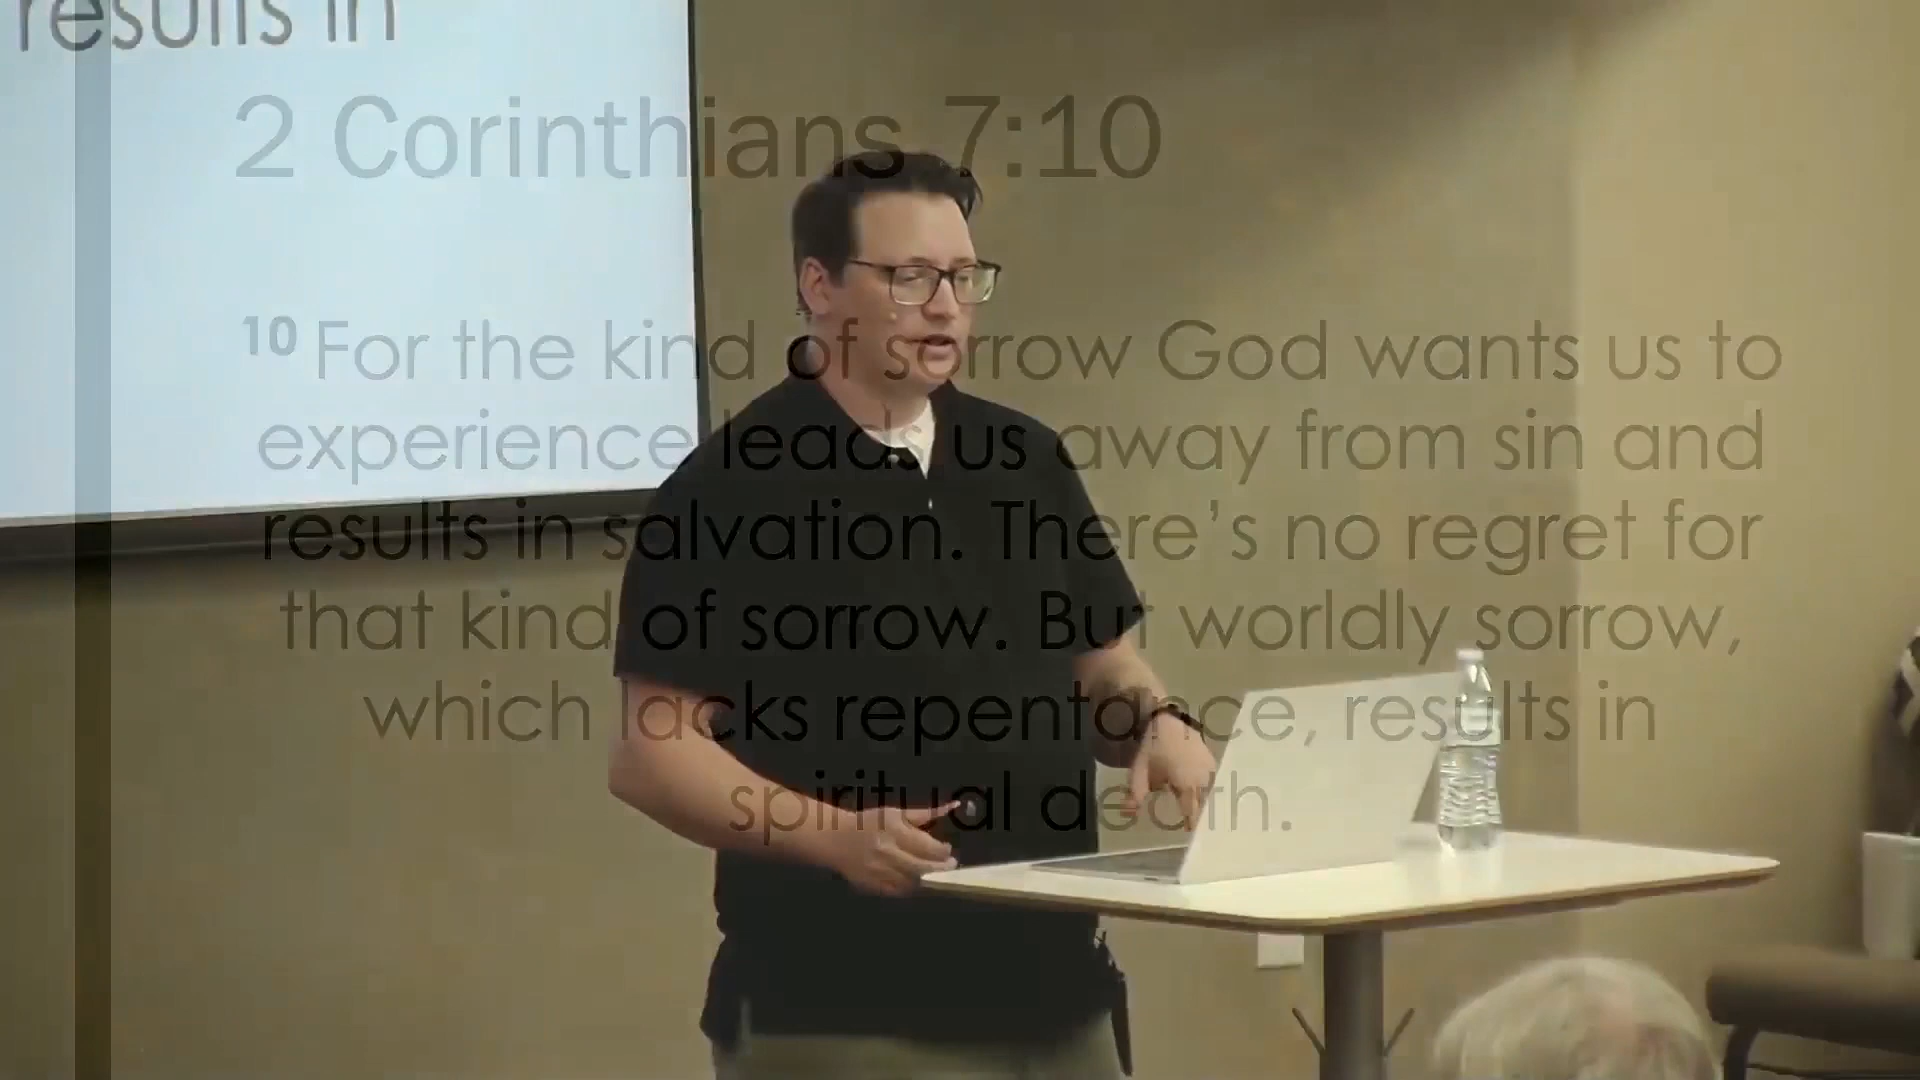 results in
2 Corinthians 7:10
10 For the kind of sorrow God wants us to
experience leads us away from sin and
results in salvation. There’s no regret for
that kind of sorrow. But worldly sorrow,
which lacks repentance, results in
spiritual death.